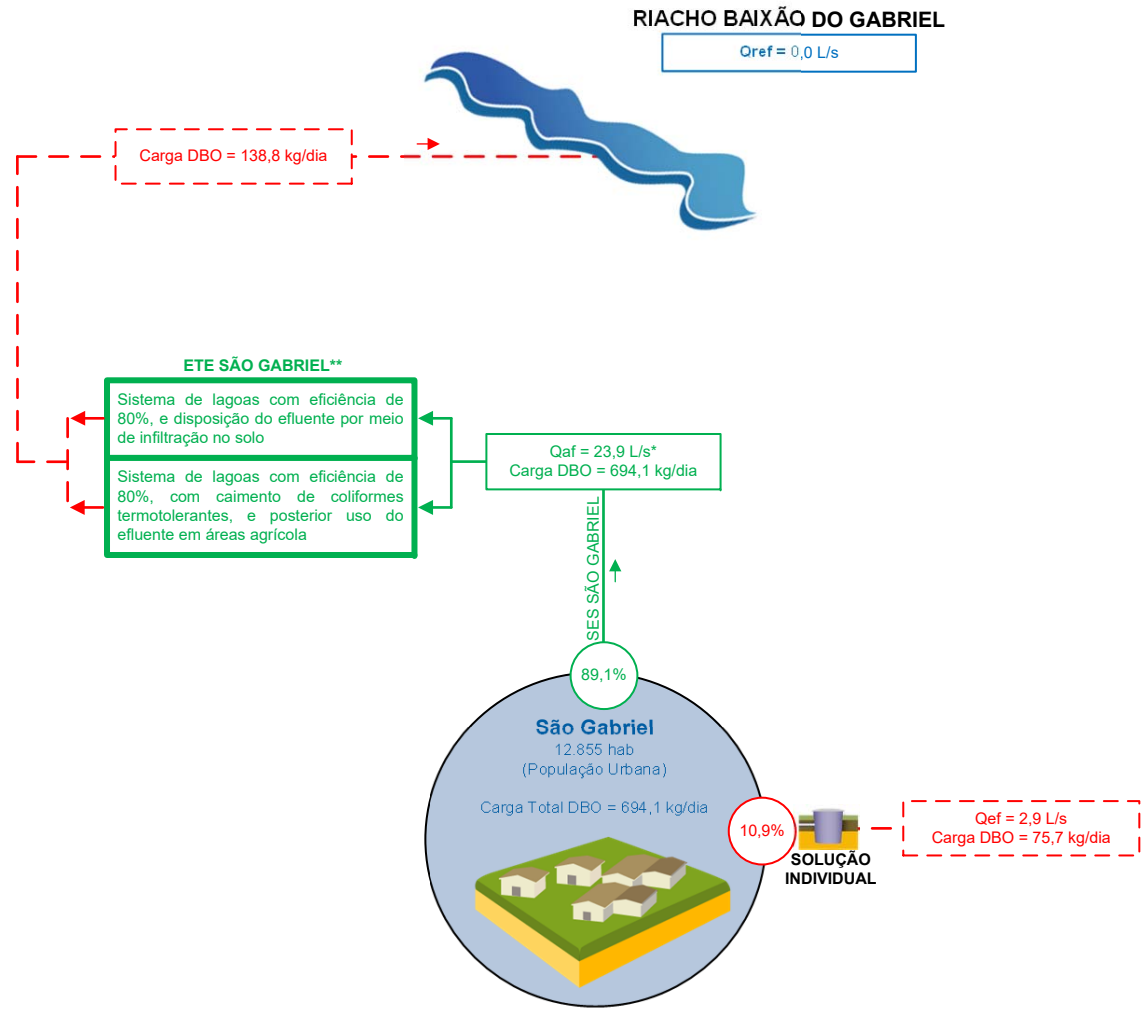 RIACHO BAIXÃO DO GABRIEL
Qref = 0,0 L/s
Carga DBO = 138,8 kg/dia
ETE SÃO GABRIEL**
Sistema de lagoas com eficiência de
80%, e disposição do efluente por meio
de infiltração no solo
Sistema de lagoas com eficiência de
80%, com caimento de coliformes
termotolerantes, e posterior uso do
efluente em áreas agrícola
Qaf = 23,9 L/s*
Carga DBO = 694,1 kg/dia
SES SÃO GABRIEL
89,1%
São Gabriel
12.855 hab
(População Urbana)
Carga Total DBO = 694,1 kg/dia
10,9%
SOLUÇÃO
INDIVIDUAL
Qef = 2,9 L/s
Carga DBO = 75,7 kg/dia